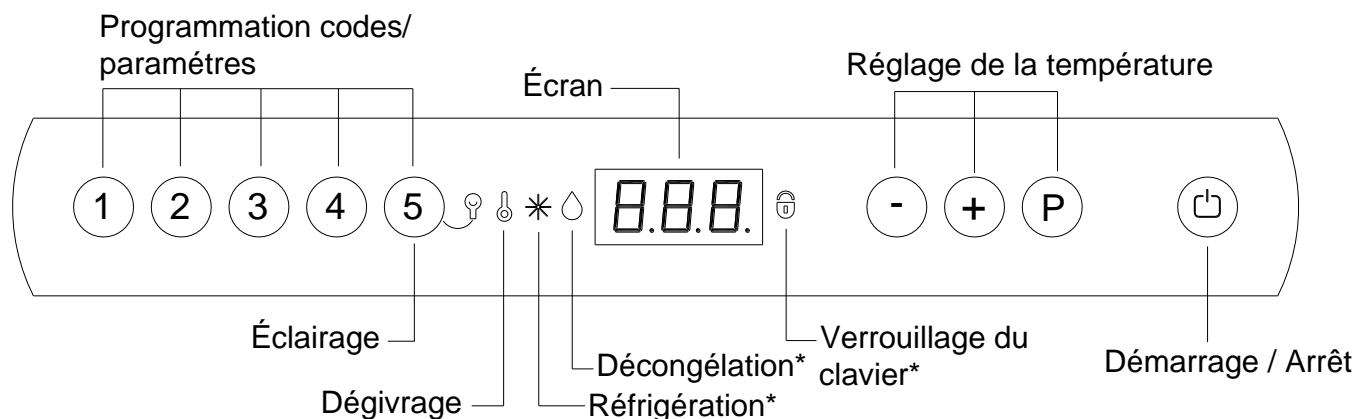 Programmation codes/
paramétres
Écran
Réglage de la température
1 2 3 4 5 8.8.8. - + P
Éclairage
Verrouillage du
clavier*
Démarrage / Arrêt
Décongélation*
Dégivrage
Réfrigération*